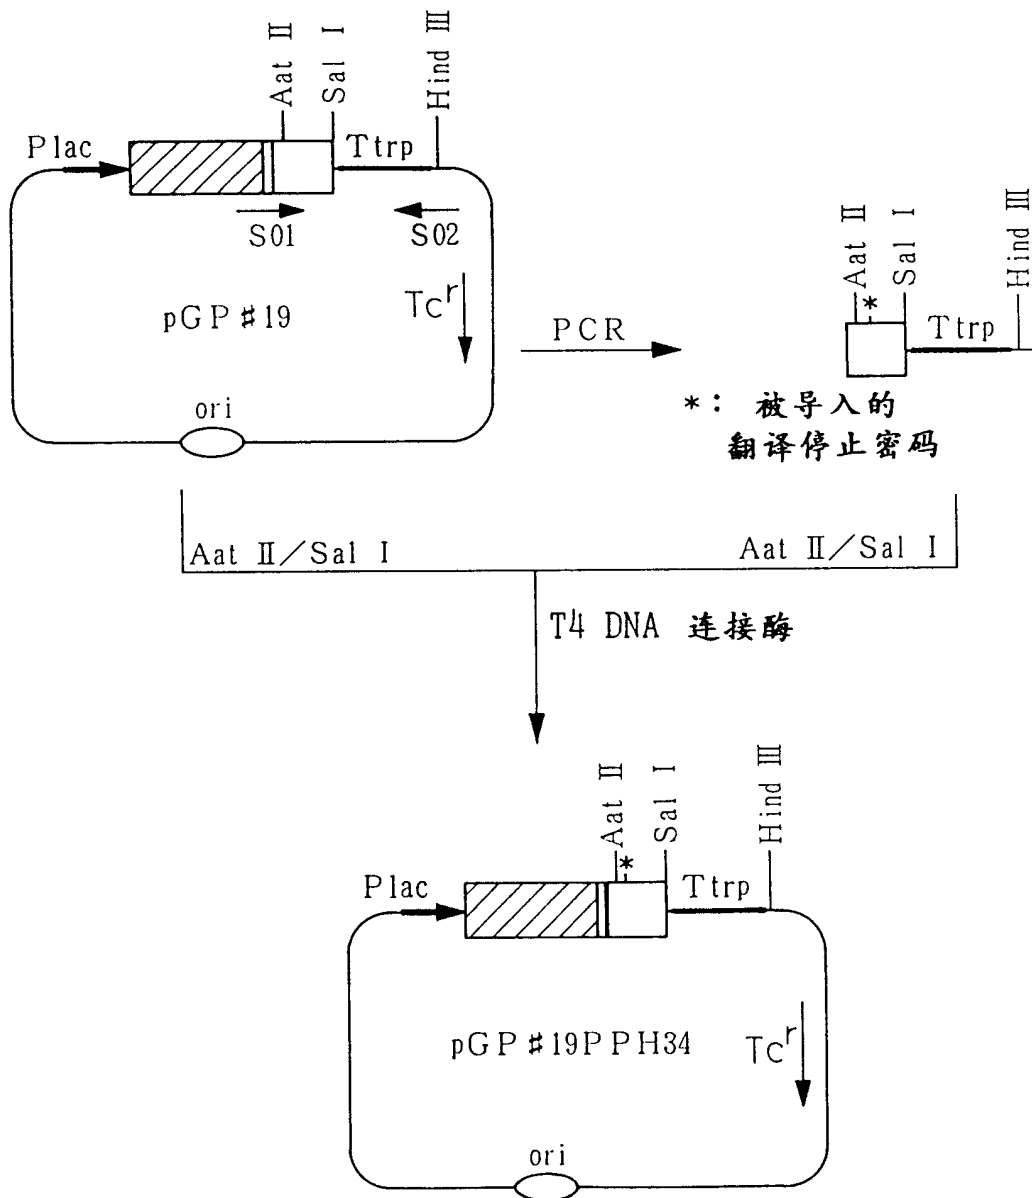 Aat Ⅱ
Sal Ⅰ
Hind Ⅲ
Plac
Ttrp
S01
S02
Tcʳ
pGP#19
ori
PCR
Aat Ⅱ
*
Sal Ⅰ
Hind Ⅲ
Ttrp
*: 被导入的
翻译停止密码
Aat Ⅱ/Sal Ⅰ
Aat Ⅱ/Sal Ⅰ
T4 DNA 连接酶
Aat Ⅱ
*
Sal Ⅰ
Hind Ⅲ
Plac
Ttrp
pGP#19PPH34
Tcʳ
ori